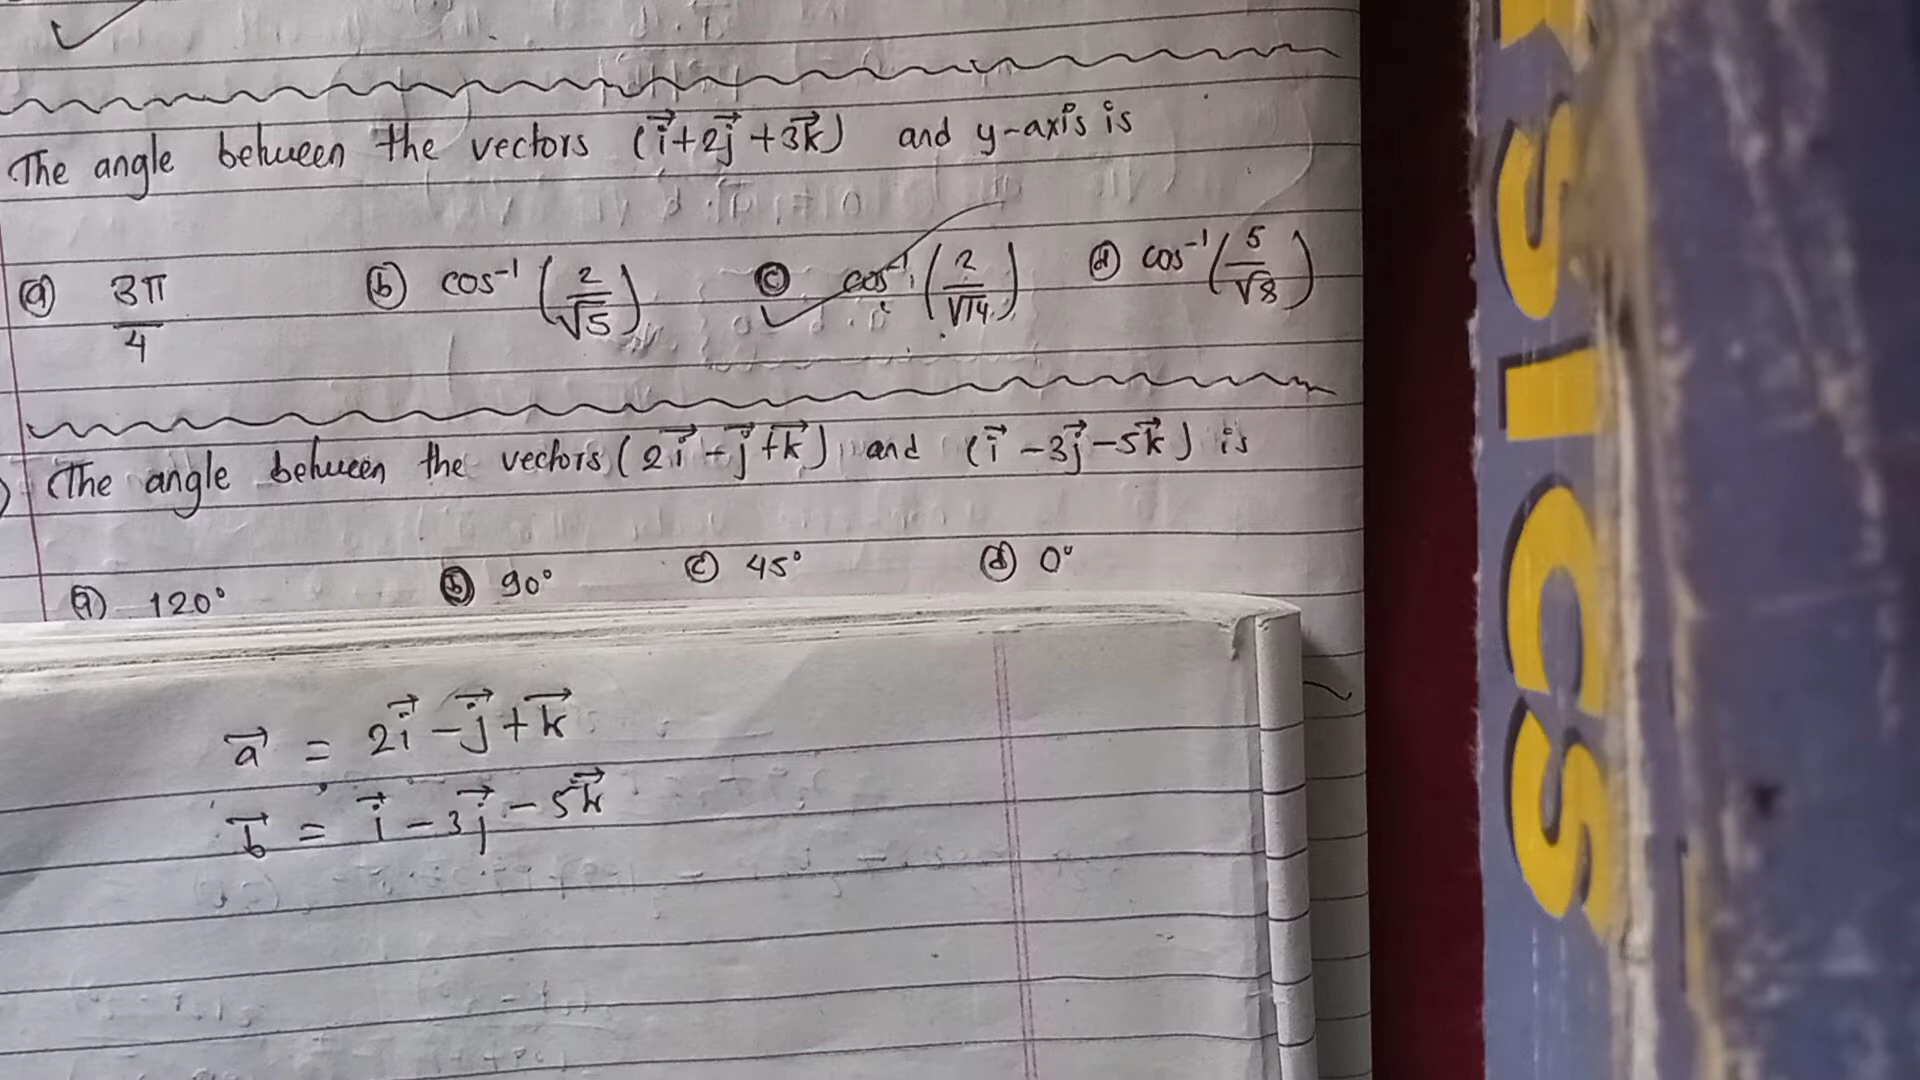 The angle between the vectors (i⃗+2j⃗+3k⃗) and y-axis is
ⓐ 3π/4 ⓑ cos⁻¹(2/√5) ⓒ cos⁻¹(2/√14) ⓓ cos⁻¹(5/√8)
The angle between the vectors (2i⃗ - j⃗ + k⃗) and (i⃗ - 3j⃗ - 5k⃗) is
ⓐ 120° ⓑ 90° ⓒ 45° ⓓ 0°
a⃗ = 2i⃗ - j⃗ + k⃗
b⃗ = i⃗ - 3j⃗ - 5k⃗
SICS